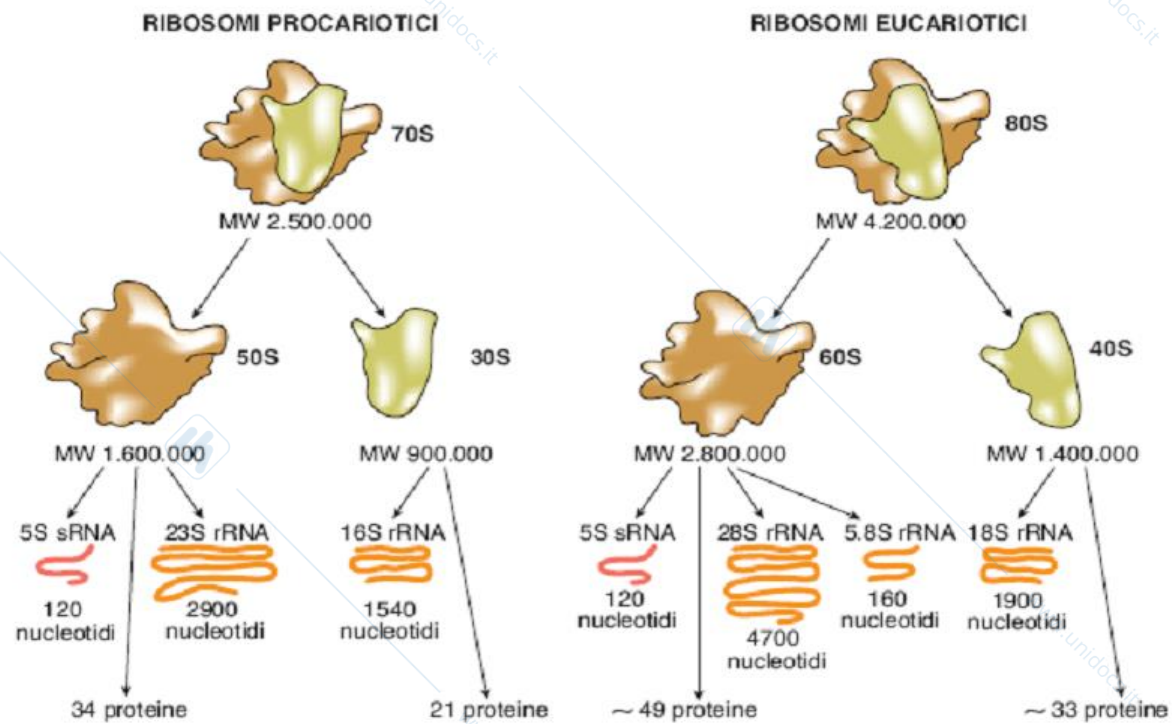 RIBOSOMI PROCARIOTICI
70S
MW 2.500.000
50S
30S
MW 1.600.000
MW 900.000
5S sRNA
23S rRNA
16S rRNA
120
nucleotidi
2900
nucleotidi
1540
nucleotidi
34 proteine
21 proteine
RIBOSOMI EUCARIOTICI
80S
MW 4.200.000
60S
40S
MW 2.800.000
MW 1.400.000
5S sRNA
28S rRNA
5.8S rRNA
18S rRNA
120
nucleotidi
4700
nucleotidi
160
nucleotidi
1900
nucleotidi
~ 49 proteine
~ 33 proteine
unidocs.it